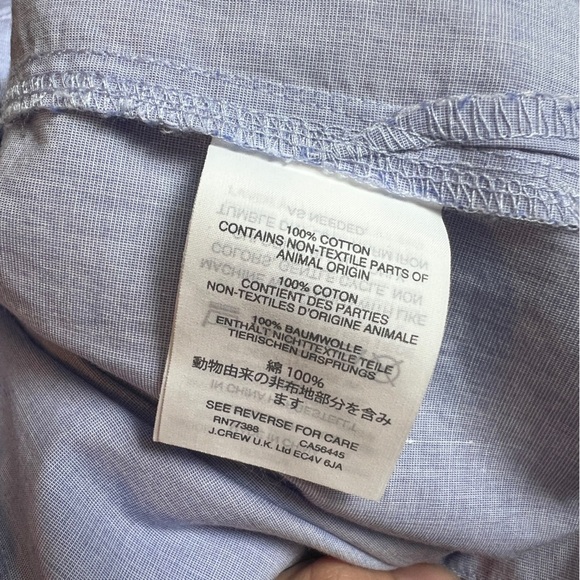 100% COTTON
CONTAINS NON-TEXTILE PARTS OF
ANIMAL ORIGIN
100% COTON
CONTIENT DES PARTIES
NON-TEXTILES D'ORIGINE ANIMALE
100% BAUMWOLLE
ENTHÄLT NICHTTEXTILE TEILE
TIERISCHEN URSPRUNGS
綿 100%
動物由来の非布地部分を含み
ます
SEE REVERSE FOR CARE
RN77388 CA56445
J.CREW U.K. Ltd EC4V 6JA